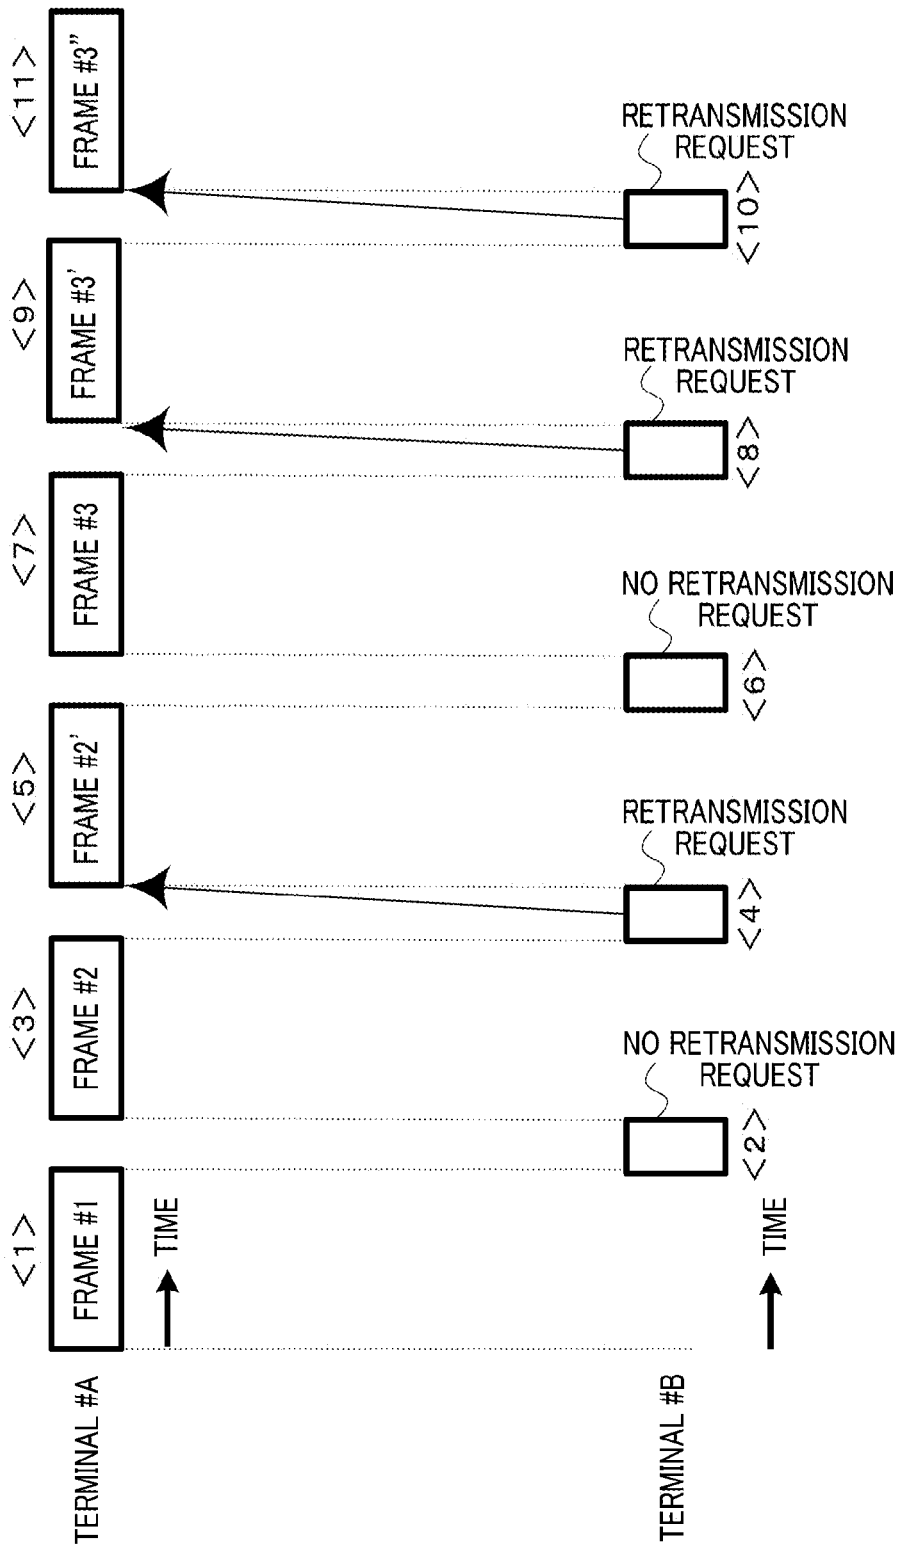 TERMINAL #A
<1>
FRAME #1
<3>
FRAME #2
<5>
FRAME #2'
<7>
FRAME #3
<9>
FRAME #3'
<11>
FRAME #3''
TIME
TERMINAL #B
NO RETRANSMISSION
REQUEST
<2>
RETRANSMISSION
REQUEST
<4>
NO RETRANSMISSION
REQUEST
<6>
RETRANSMISSION
REQUEST
<8>
RETRANSMISSION
REQUEST
<10>
TIME